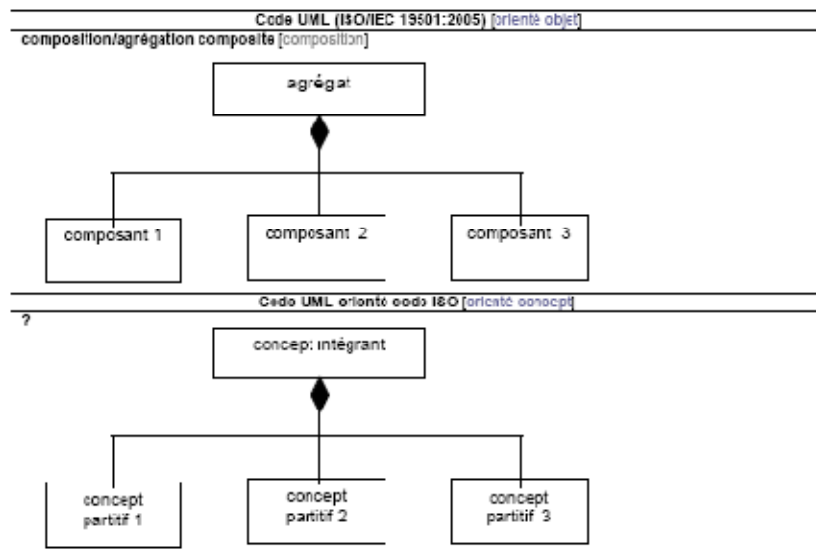 Code UML (ISO/IEC 19501:2005) [orienté objet]
composition/agrégation composite [composition]
agrégat
composant 1
composant 2
composant 3
Code UML orienté code ISO [orienté concept]
?
concept intégrant
concept
partitif 1
concept
partitif 2
concept
partitif 3